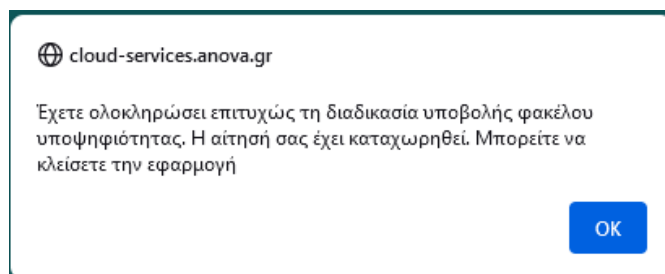 cloud-services.anova.gr
Έχετε ολοκληρώσει επιτυχώς τη διαδικασία υποβολής φακέλου
υποψηφιότητας. Η αίτησή σας έχει καταχωρηθεί. Μπορείτε να
κλείσετε την εφαρμογή
OK